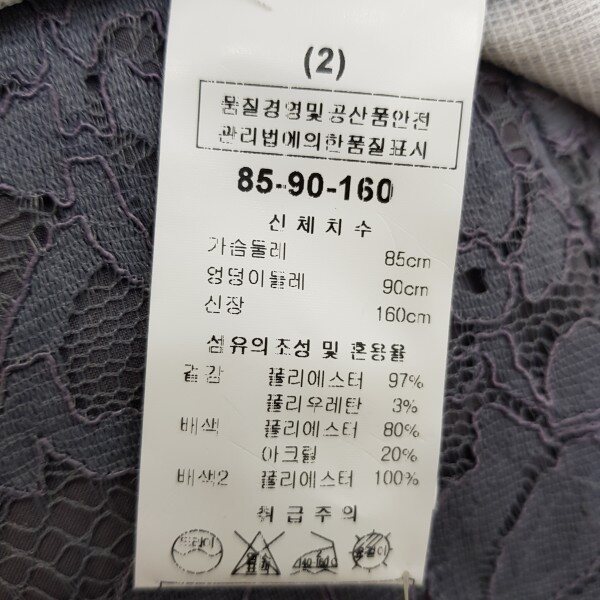 (2)
품질경영및 공산품안전
관리법에의한품질표시
85-90-160
신체치수
가슴둘레 85cm
엉덩이둘레 90cm
신장 160cm
섬유의조성 및 혼용율
겉감 폴리에스터 97%
폴리우레탄 3%
배색 폴리에스터 80%
아크릴 20%
배색2 폴리에스터 100%
취급주의
드라이